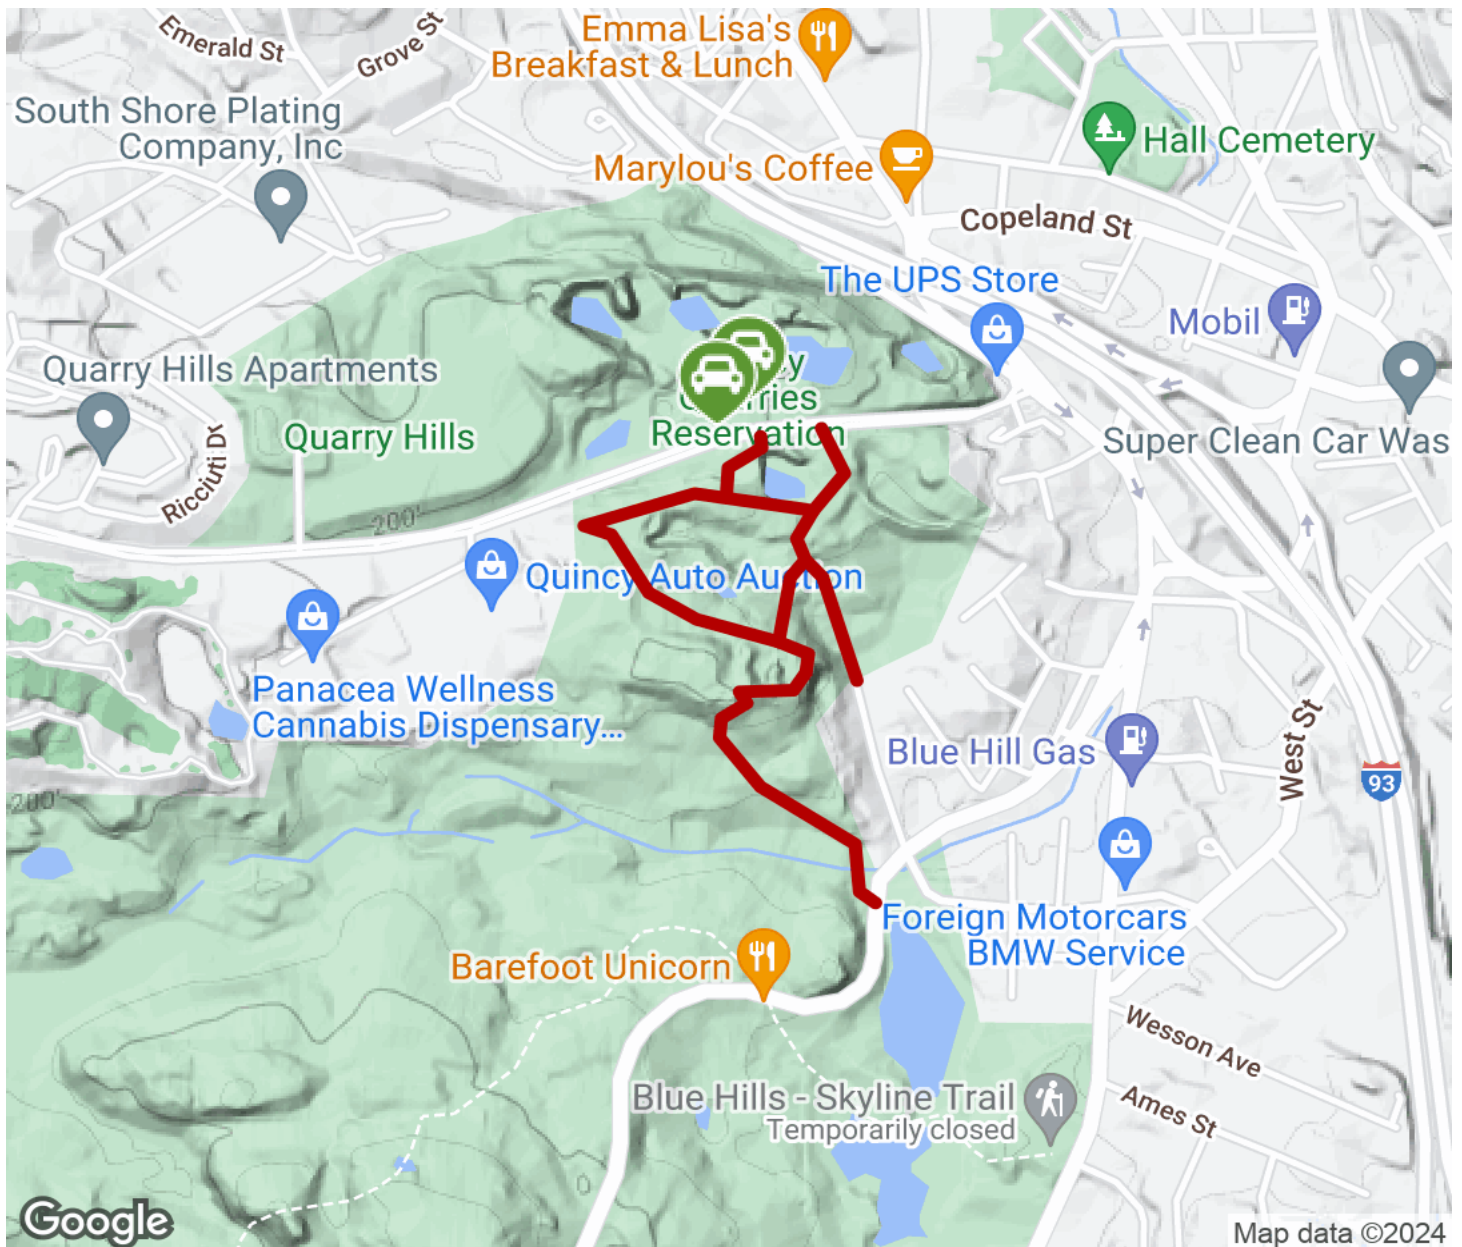 Emerald St
Grove St
Emma Lisa's
Breakfast & Lunch
South Shore Plating
Company, Inc
Marylou's Coffee
Hall Cemetery
Copeland St
The UPS Store
Mobil
Quarry Hills Apartments
Quarry Hills
Reservation
Super Clean Car Was
Ricciuti
200'
Quincy Auto Auction
Panacea Wellness
Cannabis Dispensary...
Blue Hill Gas
West St
93
200'
Foreign Motorcars
BMW Service
Barefoot Unicorn
Wesson Ave
Blue Hills - Skyline Trail
Temporarily closed
Ames St
Google
Map data ©2024